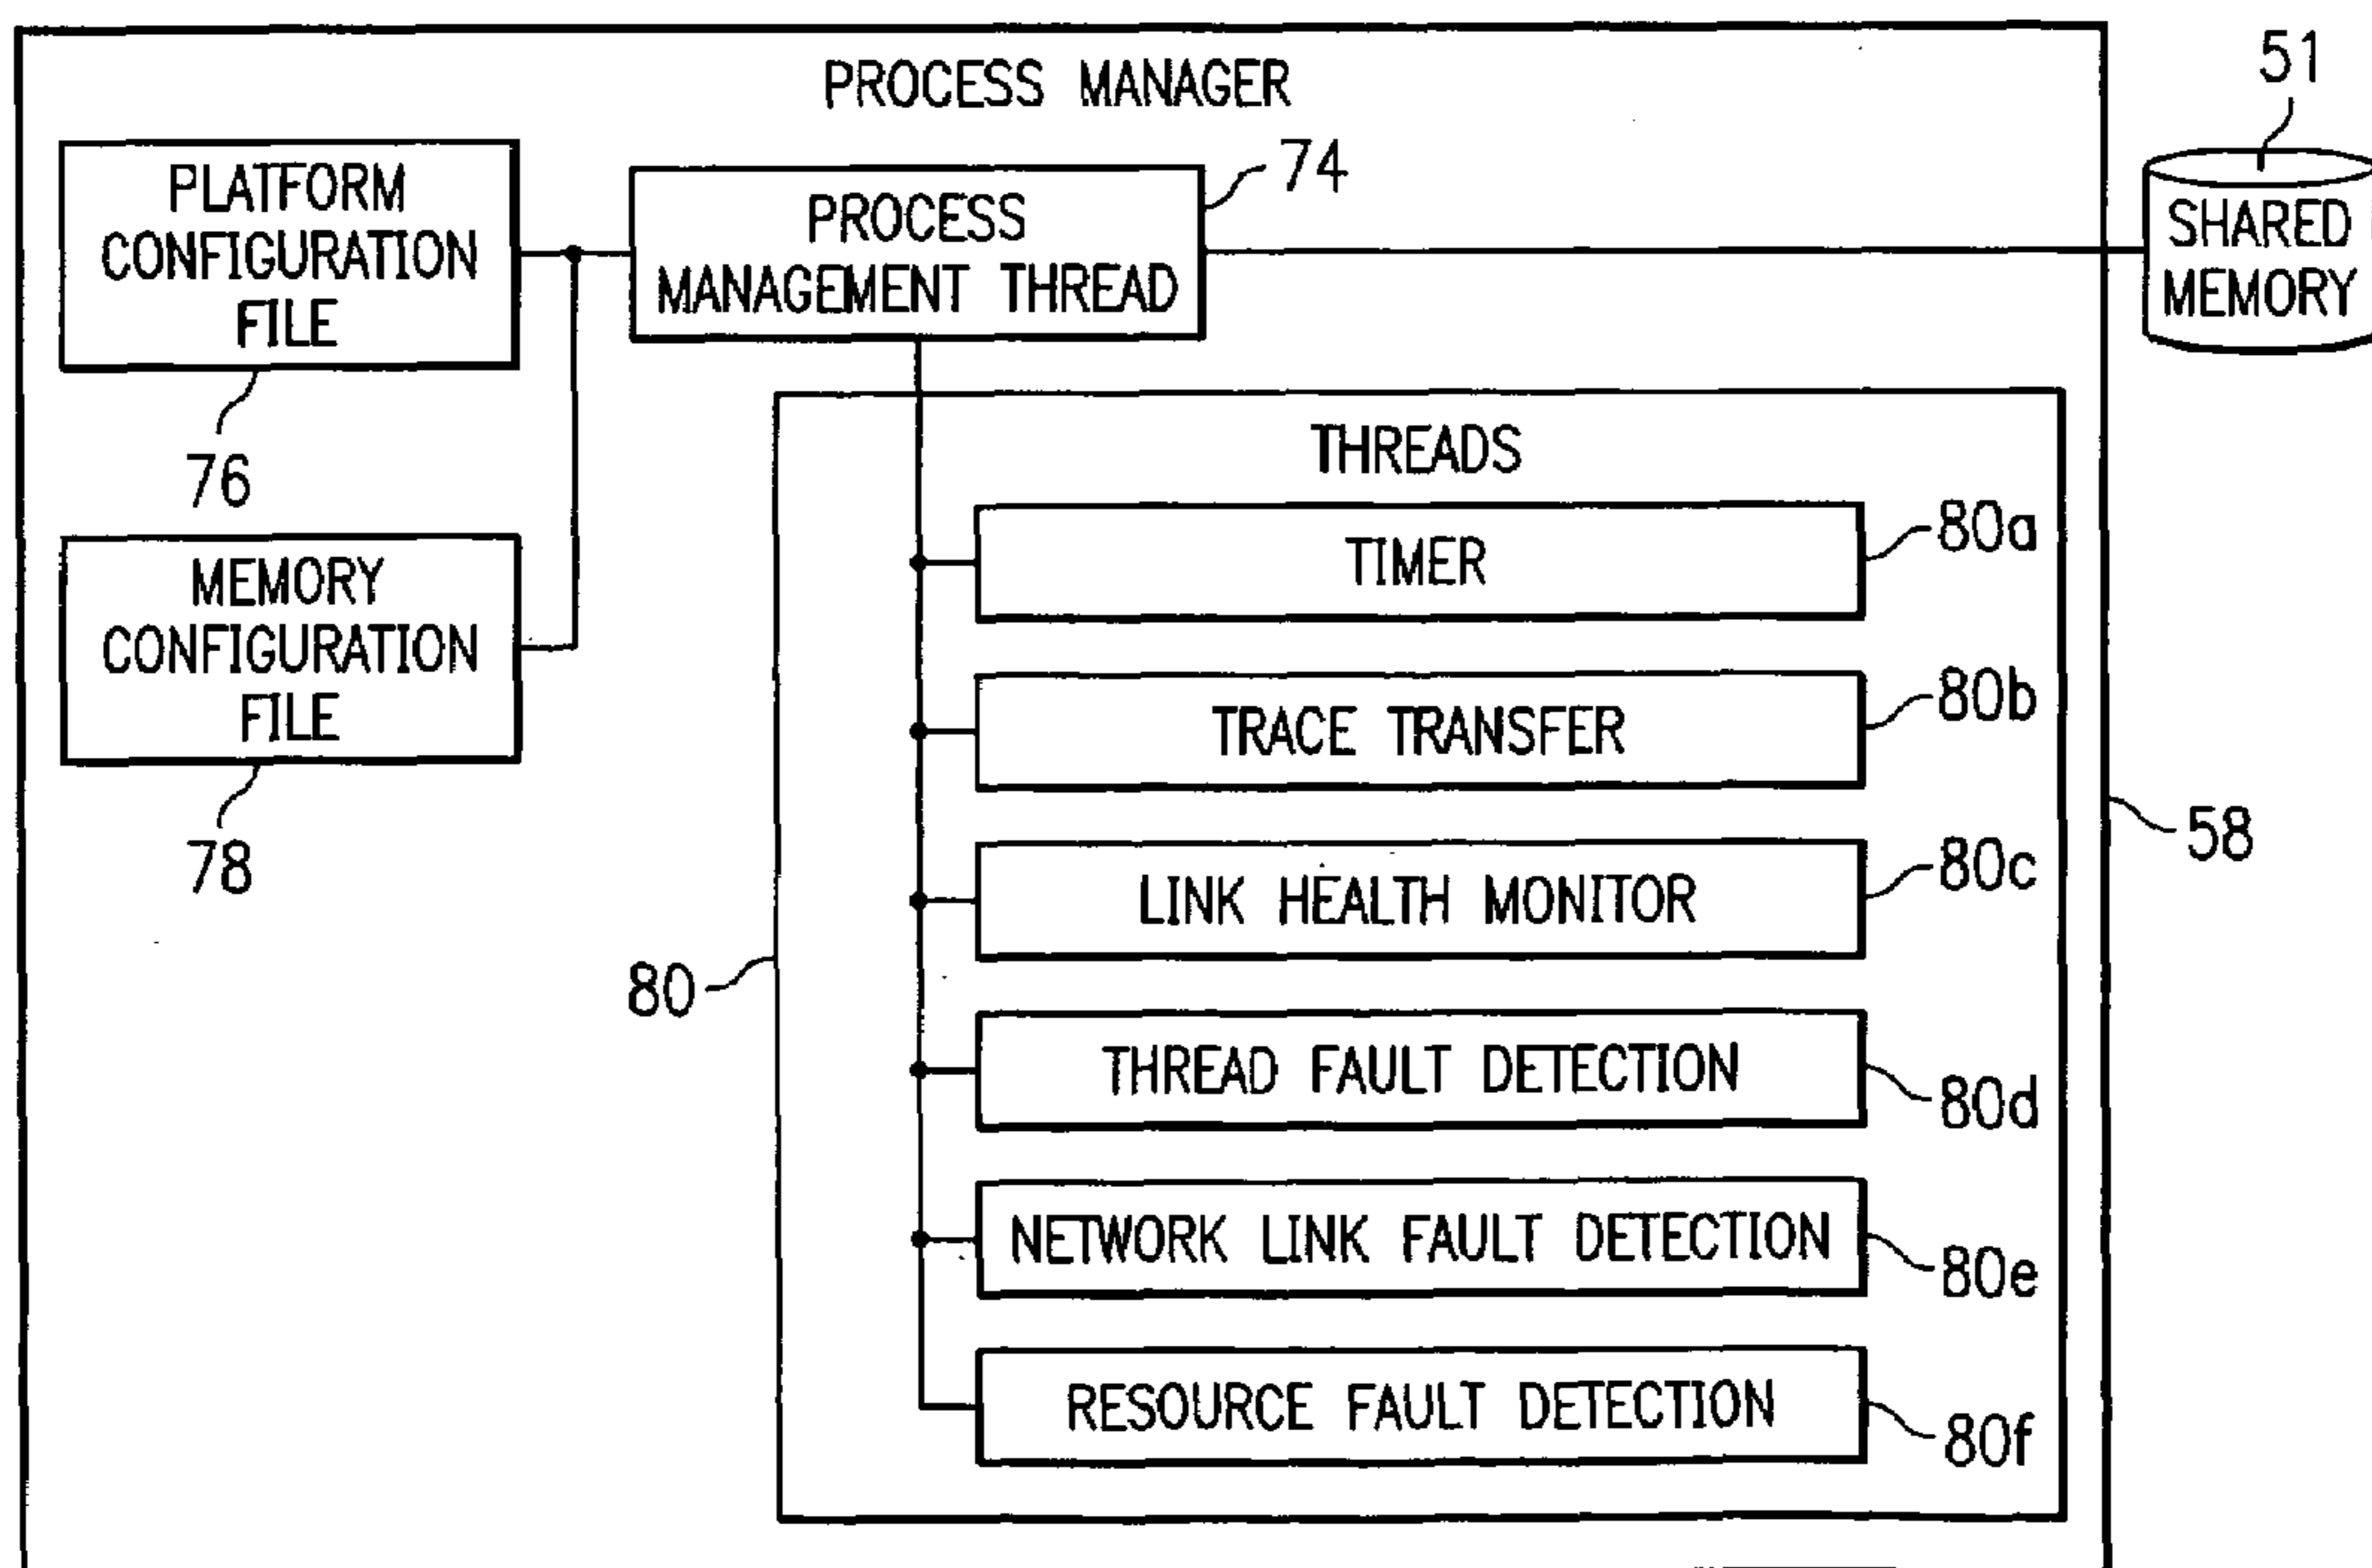 PROCESS MANAGER
51
PLATFORM
CONFIGURATION
FILE
76
PROCESS
MANAGEMENT THREAD
74
SHARED
MEMORY
MEMORY
CONFIGURATION
FILE
78
THREADS
TIMER
80a
TRACE TRANSFER
80b
LINK HEALTH MONITOR
80c
58
80
THREAD FAULT DETECTION
80d
NETWORK LINK FAULT DETECTION
80e
RESOURCE FAULT DETECTION
80f